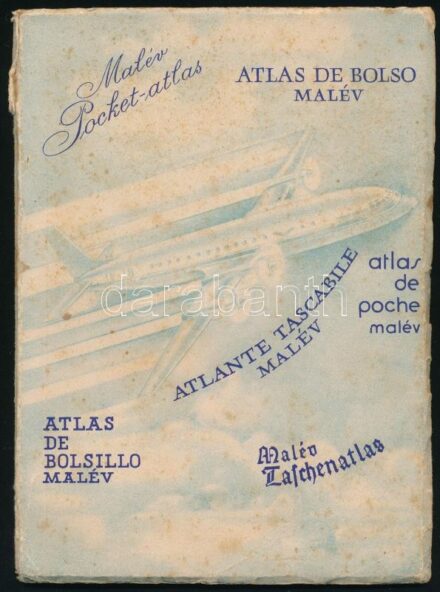 Malév
Pocket-atlas
ATLAS DE BOLSO
MALÉV
atlas
de
poche
malév
darabanth
ATLANTE TASCABILE
MALÉV
ATLAS
DE
BOLSILLO
MALÉV
Malév
Taſchenatlas